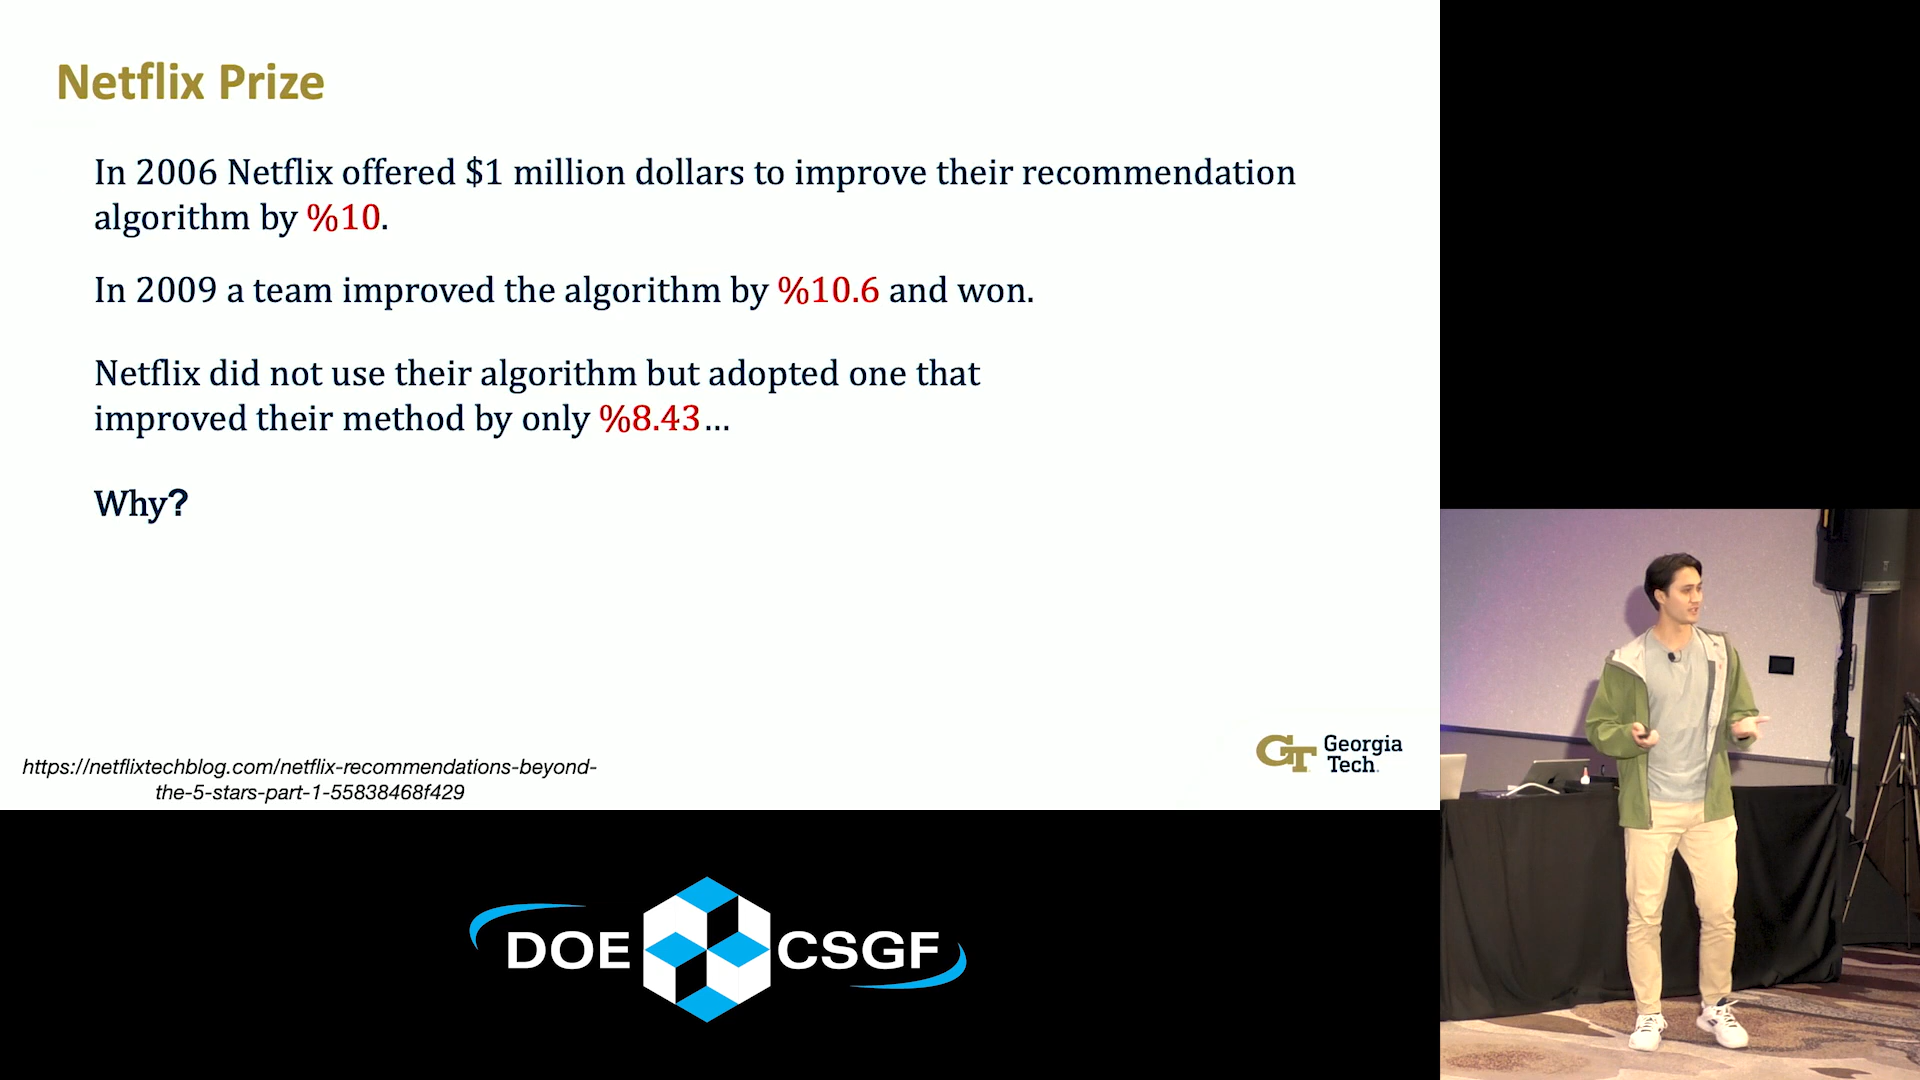 Netflix Prize
In 2006 Netflix offered $1 million dollars to improve their recommendation
algorithm by %10.
In 2009 a team improved the algorithm by %10.6 and won.
Netflix did not use their algorithm but adopted one that
improved their method by only %8.43...
Why?
https://netflixtechblog.com/netflix-recommendations-beyond-
the-5-stars-part-1-55838468f429
GT Georgia
Tech
DOE CSGF